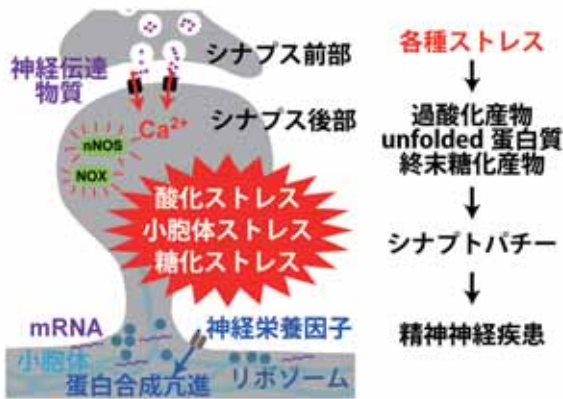 シナプス前部
神経伝達
物質
Ca²⁺
シナプス後部
nNOS
NOX
酸化ストレス
小胞体ストレス
糖化ストレス
mRNA
神経栄養因子
小胞体
蛋白合成亢進
リボソーム
各種ストレス
↓
過酸化産物
unfolded 蛋白質
終末糖化産物
↓
シナプトパチー
↓
精神神経疾患